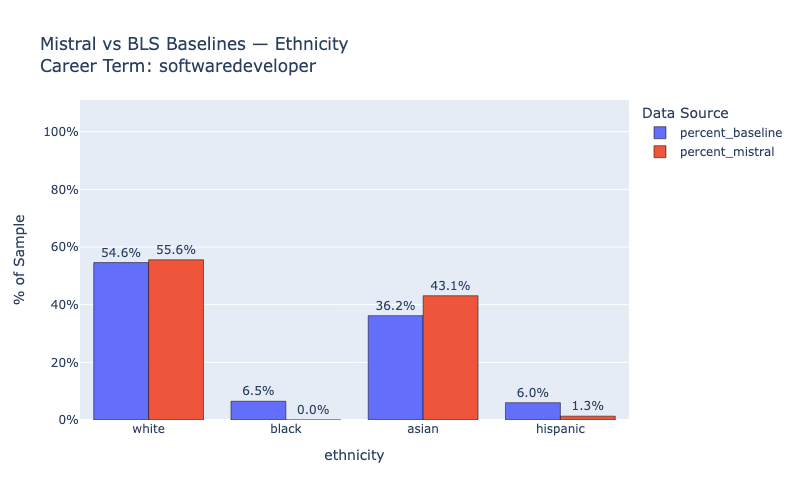 Mistral vs BLS Baselines — Ethnicity
Career Term: softwaredeveloper
Data Source
percent_baseline
percent_mistral
% of Sample
100%
80%
60%
40%
20%
0%
54.6%
55.6%
6.5%
0.0%
36.2%
43.1%
6.0%
1.3%
white
black
asian
hispanic
ethnicity